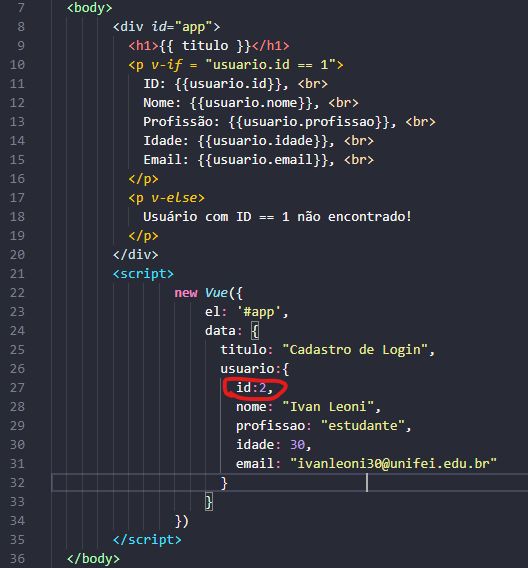 7 <body>
8 <div id="app">
9 <h1>{{ titulo }}</h1>
10 <p v-if = "usuario.id == 1">
11 ID: {{usuario.id}}, <br>
12 Nome: {{usuario.nome}}, <br>
13 Profissão: {{usuario.profissao}}, <br>
14 Idade: {{usuario.idade}}, <br>
15 Email: {{usuario.email}}, <br>
16 </p>
17 <p v-else>
18 Usuário com ID == 1 não encontrado!
19 </p>
20 </div>
21 <script>
22 new Vue({
23 el: '#app',
24 data: {
25 titulo: "Cadastro de Login",
26 usuario:{
27 id:2,
28 nome: "Ivan Leoni",
29 profissao: "estudante",
30 idade: 30,
31 email: "ivanleoni30@unifei.edu.br"
32 }
33 }
34 })
35 </script>
36 </body>